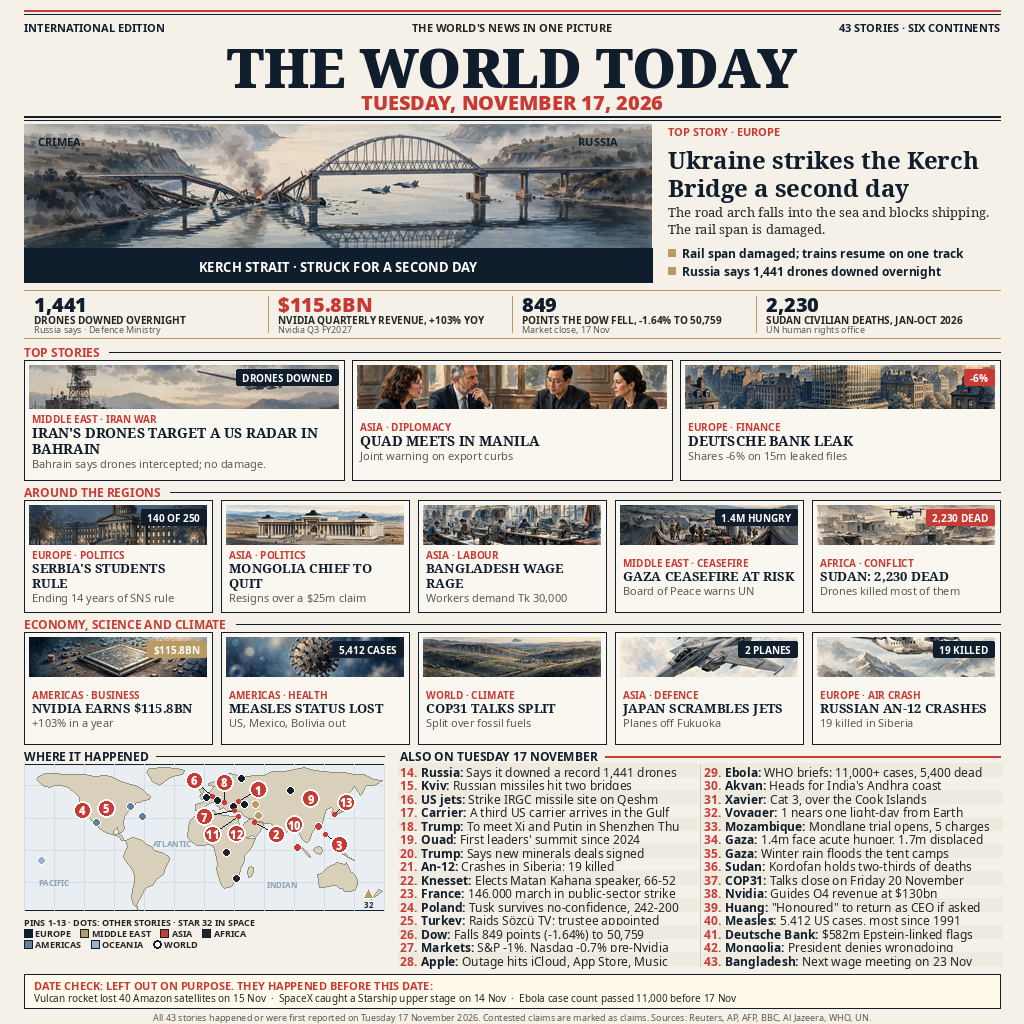 INTERNATIONAL EDITION
THE WORLD'S NEWS IN ONE PICTURE
43 STORIES · SIX CONTINENTS
THE WORLD TODAY
TUESDAY, NOVEMBER 17, 2026
CRIMEA
RUSSIA
KERCH STRAIT · STRUCK FOR A SECOND DAY
TOP STORY · EUROPE
Ukraine strikes the Kerch
Bridge a second day
The road arch falls into the sea and blocks shipping.
The rail span is damaged.
Rail span damaged; trains resume on one track
Russia says 1,441 drones downed overnight
1,441
DRONES DOWNED OVERNIGHT
Russia says · Defence Ministry
$115.8BN
NVIDIA QUARTERLY REVENUE, +103% YOY
Nvidia Q3 FY2027
849
POINTS THE DOW FELL, -1.64% TO 50,759
Market close, 17 Nov
2,230
SUDAN CIVILIAN DEATHS, JAN-OCT 2026
UN human rights office
TOP STORIES
DRONES DOWNED
MIDDLE EAST · IRAN WAR
IRAN'S DRONES TARGET A US RADAR IN
BAHRAIN
Bahrain says drones intercepted; no damage.
ASIA · DIPLOMACY
QUAD MEETS IN MANILA
Joint warning on export curbs
-6%
EUROPE · FINANCE
DEUTSCHE BANK LEAK
Shares -6% on 15m leaked files
AROUND THE REGIONS
140 OF 250
EUROPE · POLITICS
SERBIA'S STUDENTS
RULE
Ending 14 years of SNS rule
ASIA · POLITICS
MONGOLIA CHIEF TO
QUIT
Resigns over a $25m claim
ASIA · LABOUR
BANGLADESH WAGE
RAGE
Workers demand Tk 30,000
1.4M HUNGRY
MIDDLE EAST · CEASEFIRE
GAZA CEASEFIRE AT RISK
Board of Peace warns UN
2,230 DEAD
AFRICA · CONFLICT
SUDAN: 2,230 DEAD
Drones killed most of them
ECONOMY, SCIENCE AND CLIMATE
$115.8BN
AMERICAS · BUSINESS
NVIDIA EARNS $115.8BN
+103% in a year
5,412 CASES
AMERICAS · HEALTH
MEASLES STATUS LOST
US, Mexico, Bolivia out
WORLD · CLIMATE
COP31 TALKS SPLIT
Split over fossil fuels
2 PLANES
ASIA · DEFENCE
JAPAN SCRAMBLES JETS
Planes off Fukuoka
19 KILLED
EUROPE · AIR CRASH
RUSSIAN AN-12 CRASHES
19 killed in Siberia
WHERE IT HAPPENED
6
8
1
9
13
4
5
7
11
12
10
2
3
ATLANTIC
PACIFIC
INDIAN
32
PINS 1-13 · DOTS: OTHER STORIES · STAR 32 IN SPACE
EUROPE
MIDDLE EAST
ASIA
AFRICA
AMERICAS
OCEANIA
WORLD
ALSO ON TUESDAY 17 NOVEMBER
14. Russia: Says it downed a record 1,441 drones
15. Kyiv: Russian missiles hit two bridges
16. US jets: Strike IRGC missile site on Qeshm
17. Carrier: A third US carrier arrives in the Gulf
18. Trump: To meet Xi and Putin in Shenzhen Thu
19. Quad: First leaders' summit since 2024
20. Trump: Says new minerals deals signed
21. An-12: Crashes in Siberia: 19 killed
22. Knesset: Elects Matan Kahana speaker, 66-52
23. France: 146,000 march in public-sector strike
24. Poland: Tusk survives no-confidence, 242-200
25. Turkey: Raids Sözcü TV; trustee appointed
26. Dow: Falls 849 points (-1.64%) to 50,759
27. Markets: S&P -1%, Nasdaq -0.7% pre-Nvidia
28. Apple: Outage hits iCloud, App Store, Music
29. Ebola: WHO briefs: 11,000+ cases, 5,400 dead
30. Akvan: Heads for India's Andhra coast
31. Xavier: Cat 3, over the Cook Islands
32. Voyager: 1 nears one light-day from Earth
33. Mozambique: Mondlane trial opens, 5 charges
34. Gaza: 1.4m face acute hunger, 1.7m displaced
35. Gaza: Winter rain floods the tent camps
36. Sudan: Kordofan holds two-thirds of deaths
37. COP31: Talks close on Friday 20 November
38. Nvidia: Guides Q4 revenue at $130bn
39. Huang: "Honoured" to return as CEO if asked
40. Measles: 5,412 US cases, most since 1991
41. Deutsche Bank: $582m Epstein-linked flags
42. Mongolia: President denies wrongdoing
43. Bangladesh: Next wage meeting on 23 Nov
DATE CHECK: LEFT OUT ON PURPOSE. THEY HAPPENED BEFORE THIS DATE:
Vulcan rocket lost 40 Amazon satellites on 15 Nov · SpaceX caught a Starship upper stage on 14 Nov · Ebola case count passed 11,000 before 17 Nov
All 43 stories happened or were first reported on Tuesday 17 November 2026. Contested claims are marked as claims. Sources: Reuters, AP, AFP, BBC, Al Jazeera, WHO, UN.